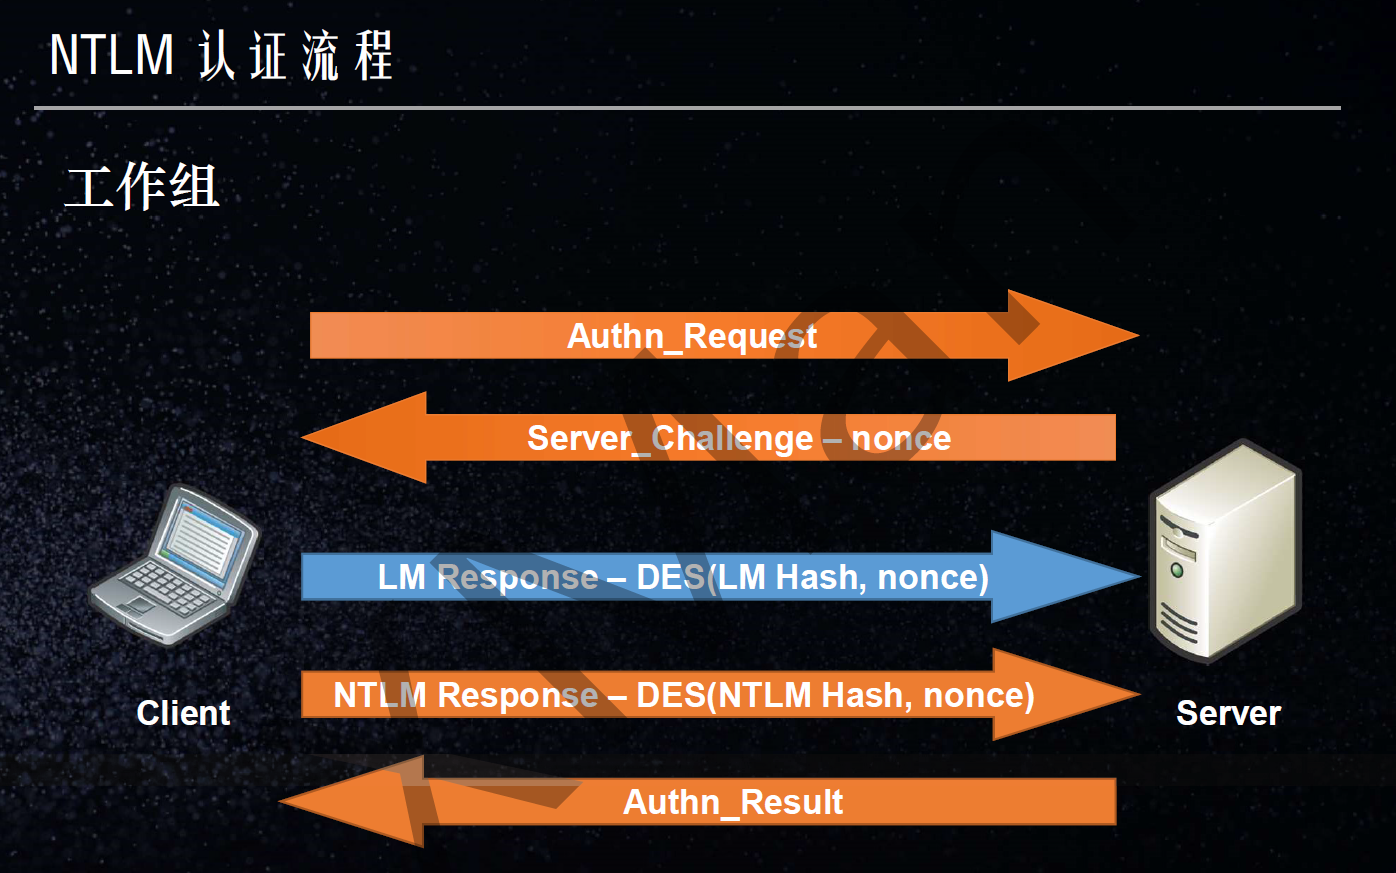 NTLM 认证流程
工作组
Authn_Request
Server_Challenge – nonce
LM Response – DES(LM Hash, nonce)
NTLM Response – DES(NTLM Hash, nonce)
Client
Server
Authn_Result